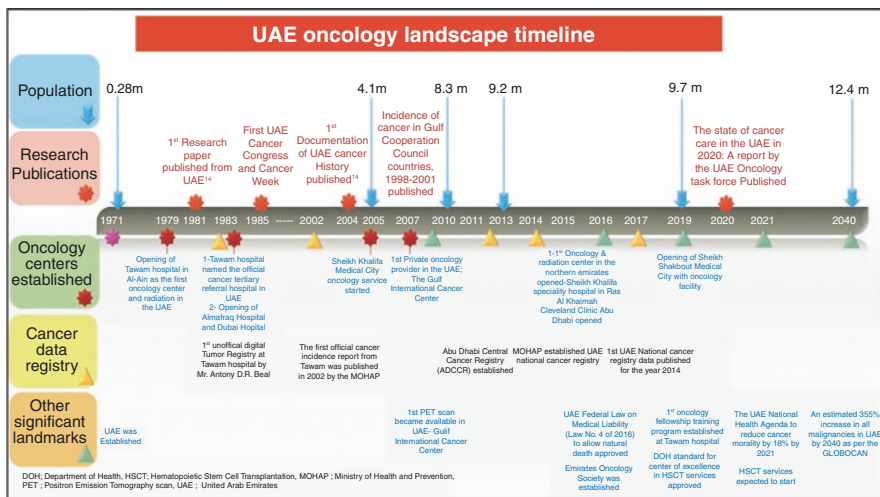 UAE oncology landscape timeline
Population
0.28m
4.1m
8.3 m
9.2 m
9.7 m
12.4 m
Research
Publications
1st Research
paper
published from
UAE14
First UAE
Cancer
Congress
and Cancer
Week
1st
Documentation
of UAE cancer
History
published14
Incidence of
cancer in Gulf
Cooperation
Council
countries,
1998-2001
published
The state of cancer
care in the UAE in
2020: A report by
the UAE Oncology
task force Published
1971
1979
1981
1983
1985
-----
2002
2004
2005
2007
2010
2011
2013
2014
2015
2016
2017
2019
2020
2021
2040
Oncology
centers
established
Opening of
Tawam hospital in
Al-Ain as the first
oncology center
and radiation in
the UAE
1-Tawam hospital
named the official
cancer tertiary
referral hospital in
UAE
2- Opening of
Almafraq Hospital
and Dubai Hopital
Sheikh Khalifa
Medical City
oncology service
started
1st Private oncology
provider in the UAE;
The Gulf
International Cancer
Center
1-1st Oncology &
radiation center in the
northern emirates
opened-Sheikh Khalifa
speciality hospital in Ras
Al Khaimah
Cleveland Clinic Abu
Dhabi opened
Opening of Sheikh
Shakbout Medical
City with oncology
facility
Cancer
data
registry
1st unoffical digital
Tumor Registry at
Tawam hospital by
Mr. Antony D.R. Beal
The first official cancer
incidence report from
Tawam was published
in 2002 by the MOHAP
Abu Dhabi Central
Cancer Registry
(ADCCR) established
MOHAP established UAE
national cancer registry
1st UAE National cancer
registry data published
for the year 2014
Other
significant
landmarks
UAE was
Established
1st PET scan
became available in
UAE- Gulf
International Cancer
Center
UAE Federal Law on
Medical Liability
(Law No. 4 of 2016)
to allow natural
death approved
Emirates Oncology
Society was
established
1st oncology
fellowship training
program established
at Tawam hospital
DOH standard for
center of excellence
in HSCT services
approved
The UAE National
Health Agenda to
reduce cancer
morality by 18% by
2021
HSCT services
expected to start
An estimated 355%
increase in all
malignancies in UAE
by 2040 as per the
GLOBOCAN
DOH; Department of Health, HSCT; Hematopoietic Stem Cell Transplantation, MOHAP ; Ministry of Health and Prevention,
PET ; Positron Emission Tomography scan, UAE ; United Arab Emirates